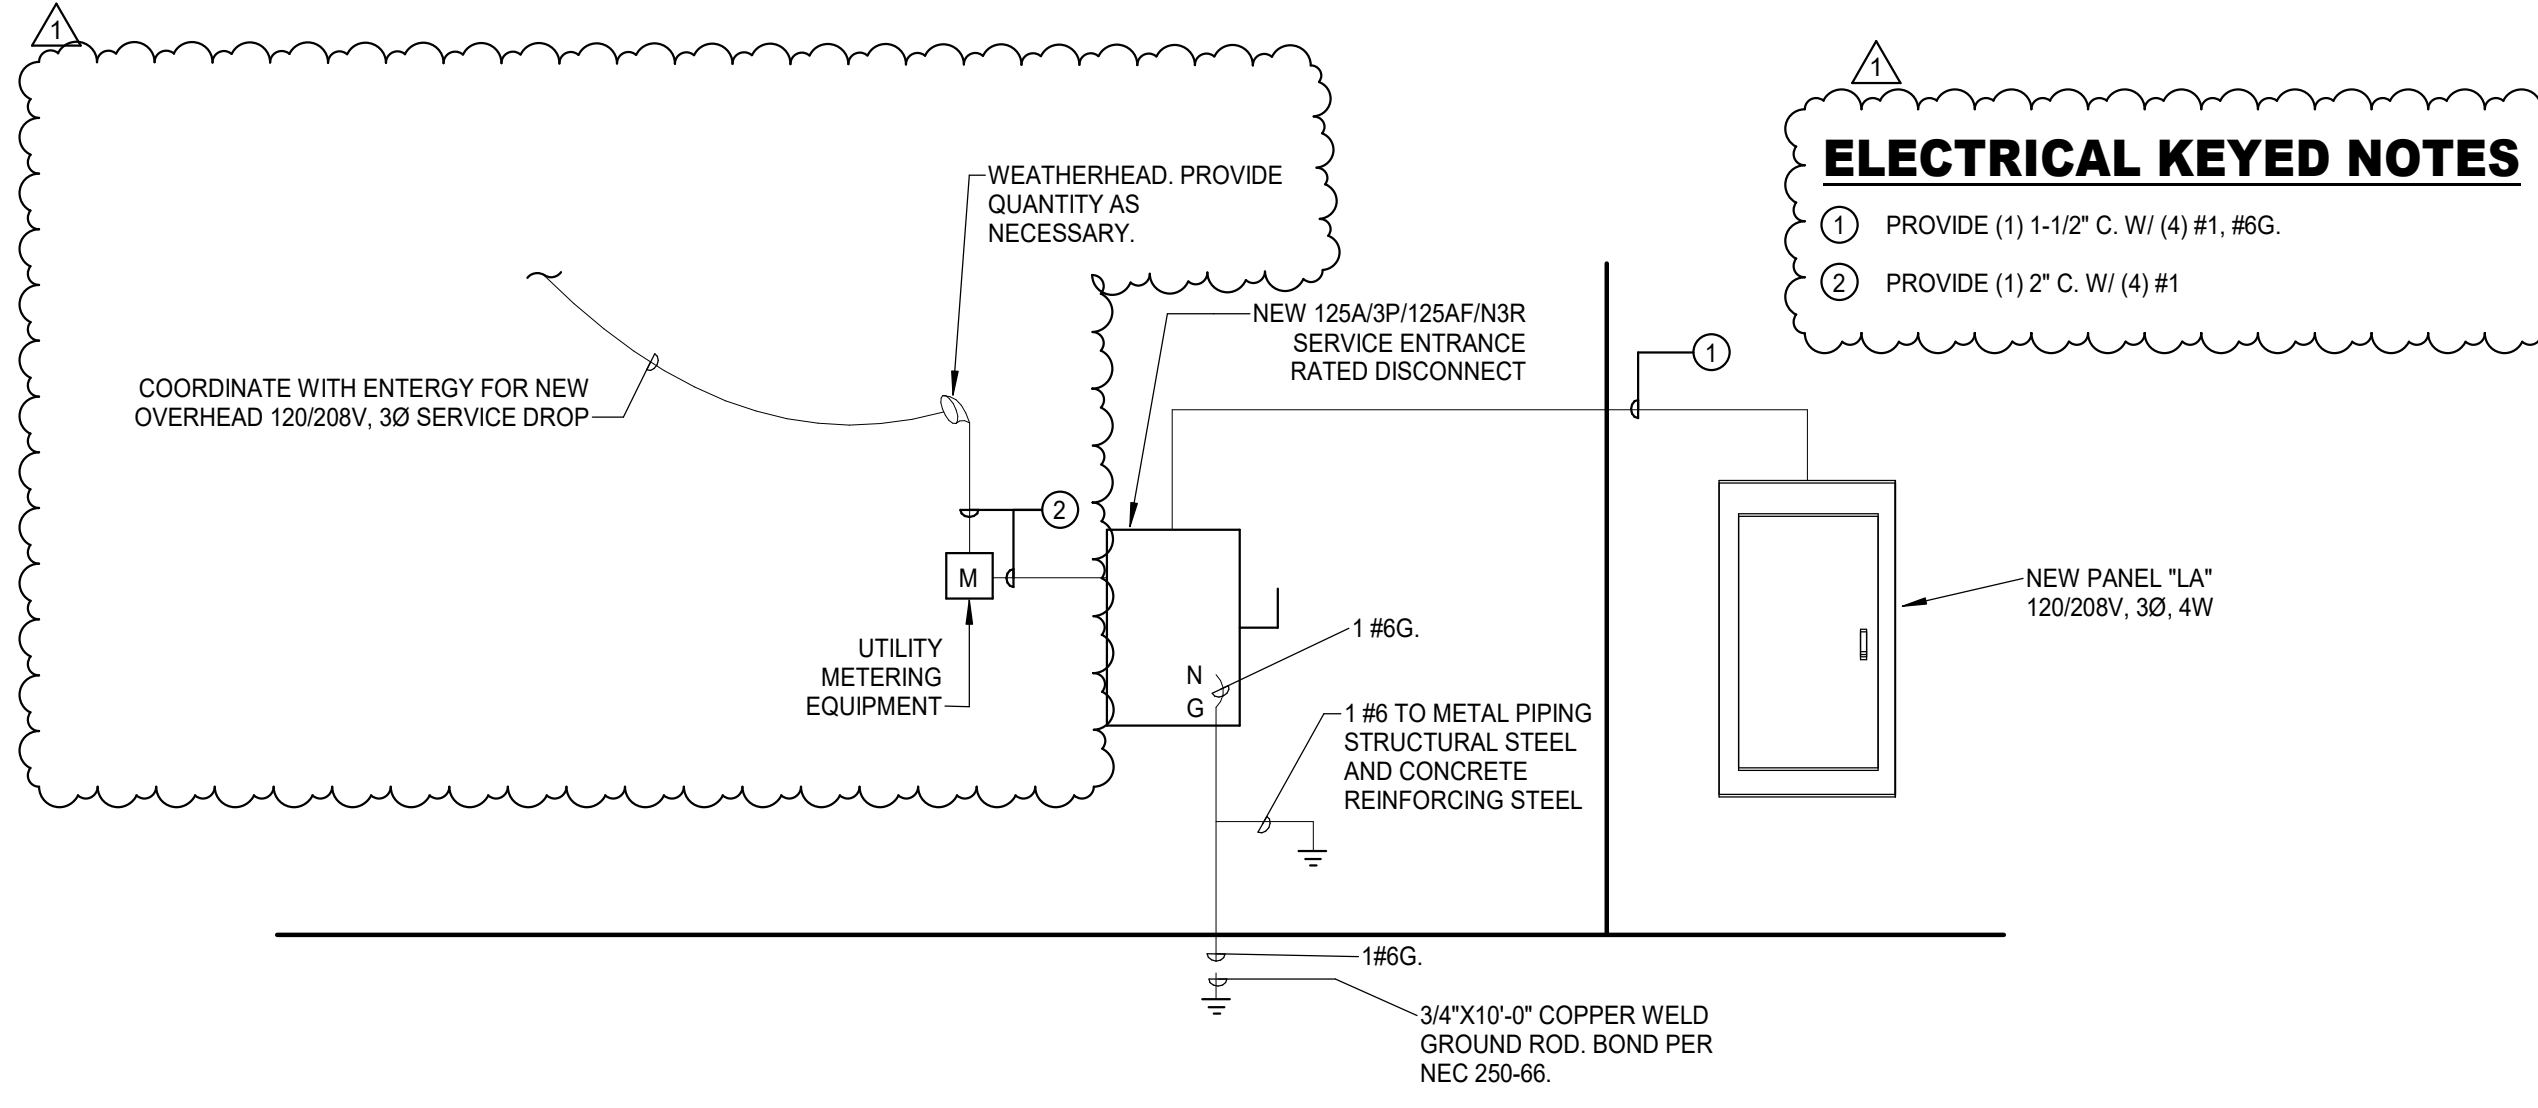 1
WEATHERHEAD. PROVIDE
QUANTITY AS
NECESSARY.
COORDINATE WITH ENTERGY FOR NEW
OVERHEAD 120/208V, 3Ø SERVICE DROP
2
M
UTILITY
METERING
EQUIPMENT
NEW 125A/3P/125AF/N3R
SERVICE ENTRANCE
RATED DISCONNECT
N
G
1 #6G.
1 #6 TO METAL PIPING
STRUCTURAL STEEL
AND CONCRETE
REINFORCING STEEL
1#6G.
3/4"X10'-0" COPPER WELD
GROUND ROD. BOND PER
NEC 250-66.
1
NEW PANEL "LA"
120/208V, 3Ø, 4W
1
ELECTRICAL KEYED NOTES
1 PROVIDE (1) 1-1/2" C. W/ (4) #1, #6G.
2 PROVIDE (1) 2" C. W/ (4) #1